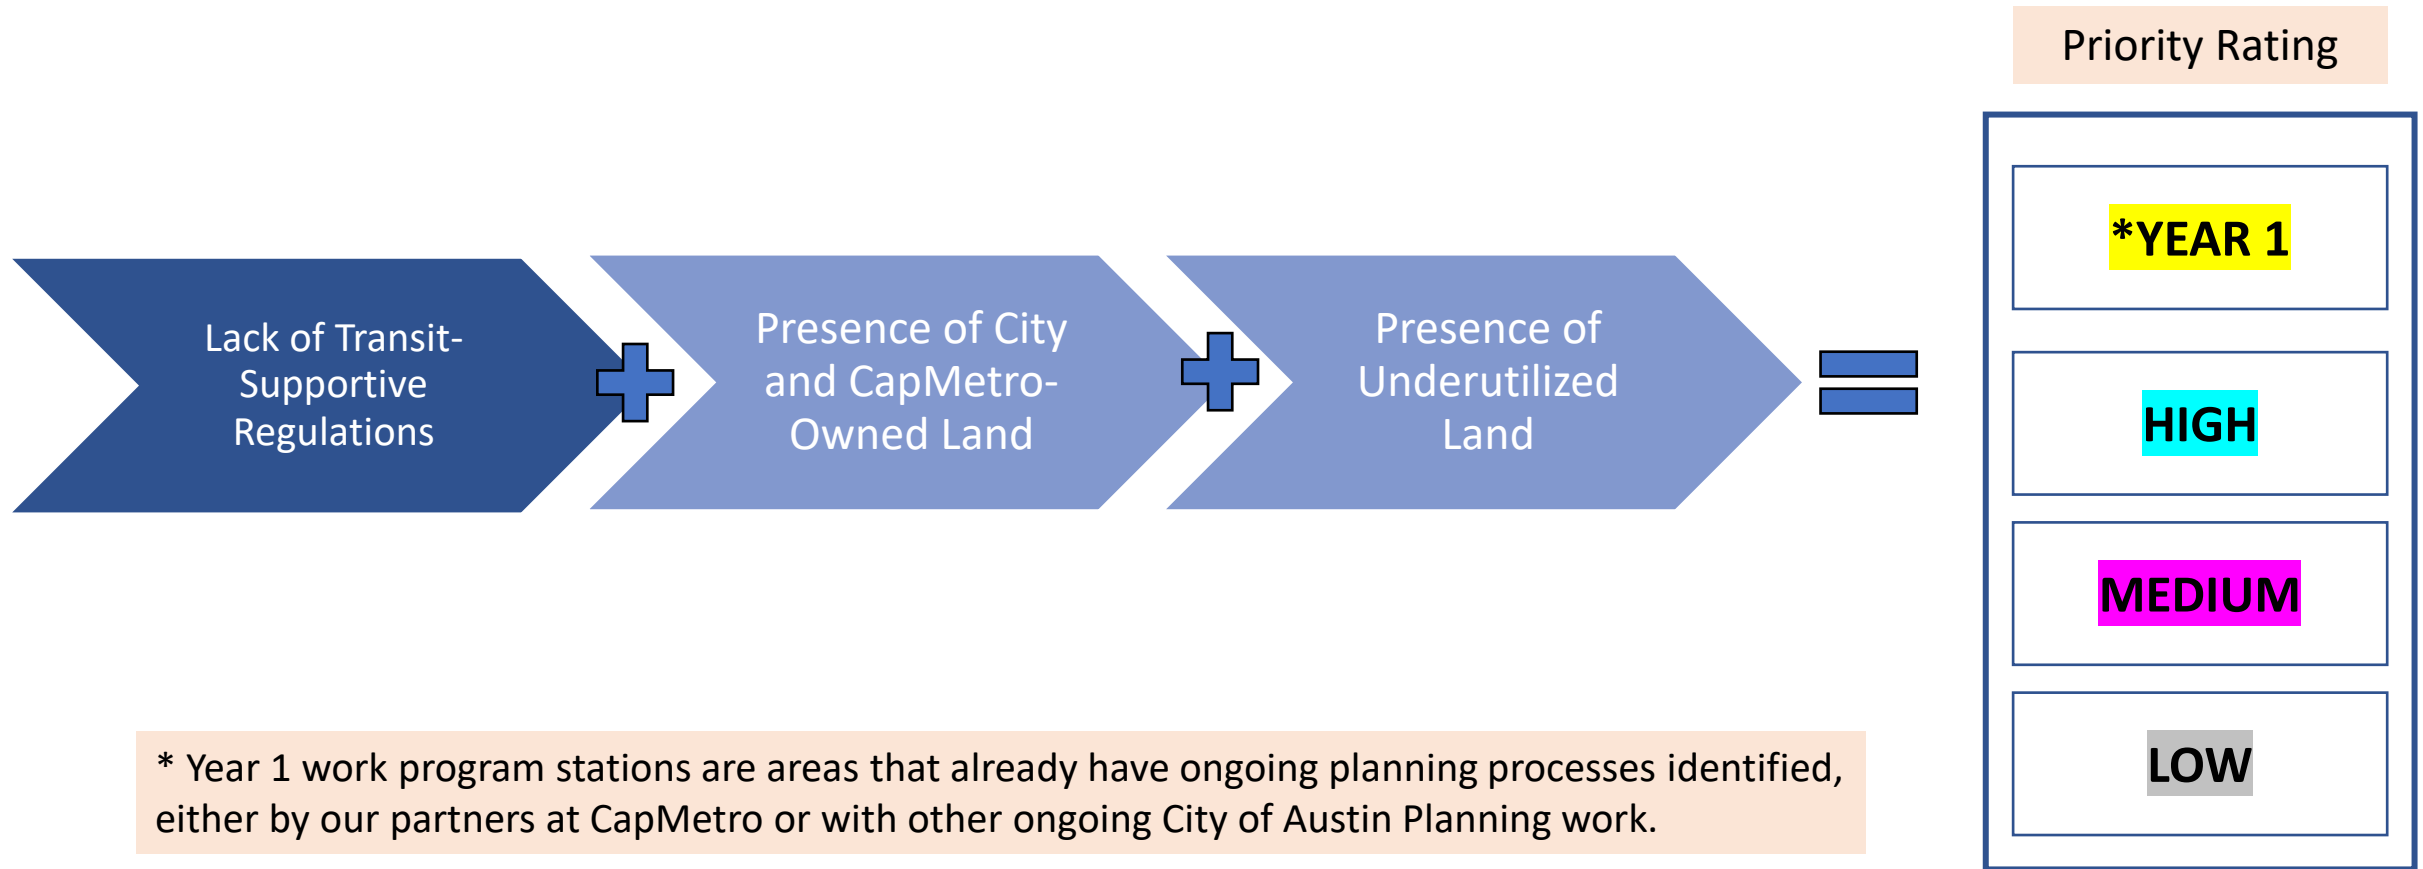 Priority Rating
Lack of Transit-
Supportive
Regulations
Presence of City
and CapMetro-
Owned Land
Presence of
Underutilized
Land
*YEAR 1
HIGH
MEDIUM
LOW
* Year 1 work program stations are areas that already have ongoing planning processes identified,
either by our partners at CapMetro or with other ongoing City of Austin Planning work.